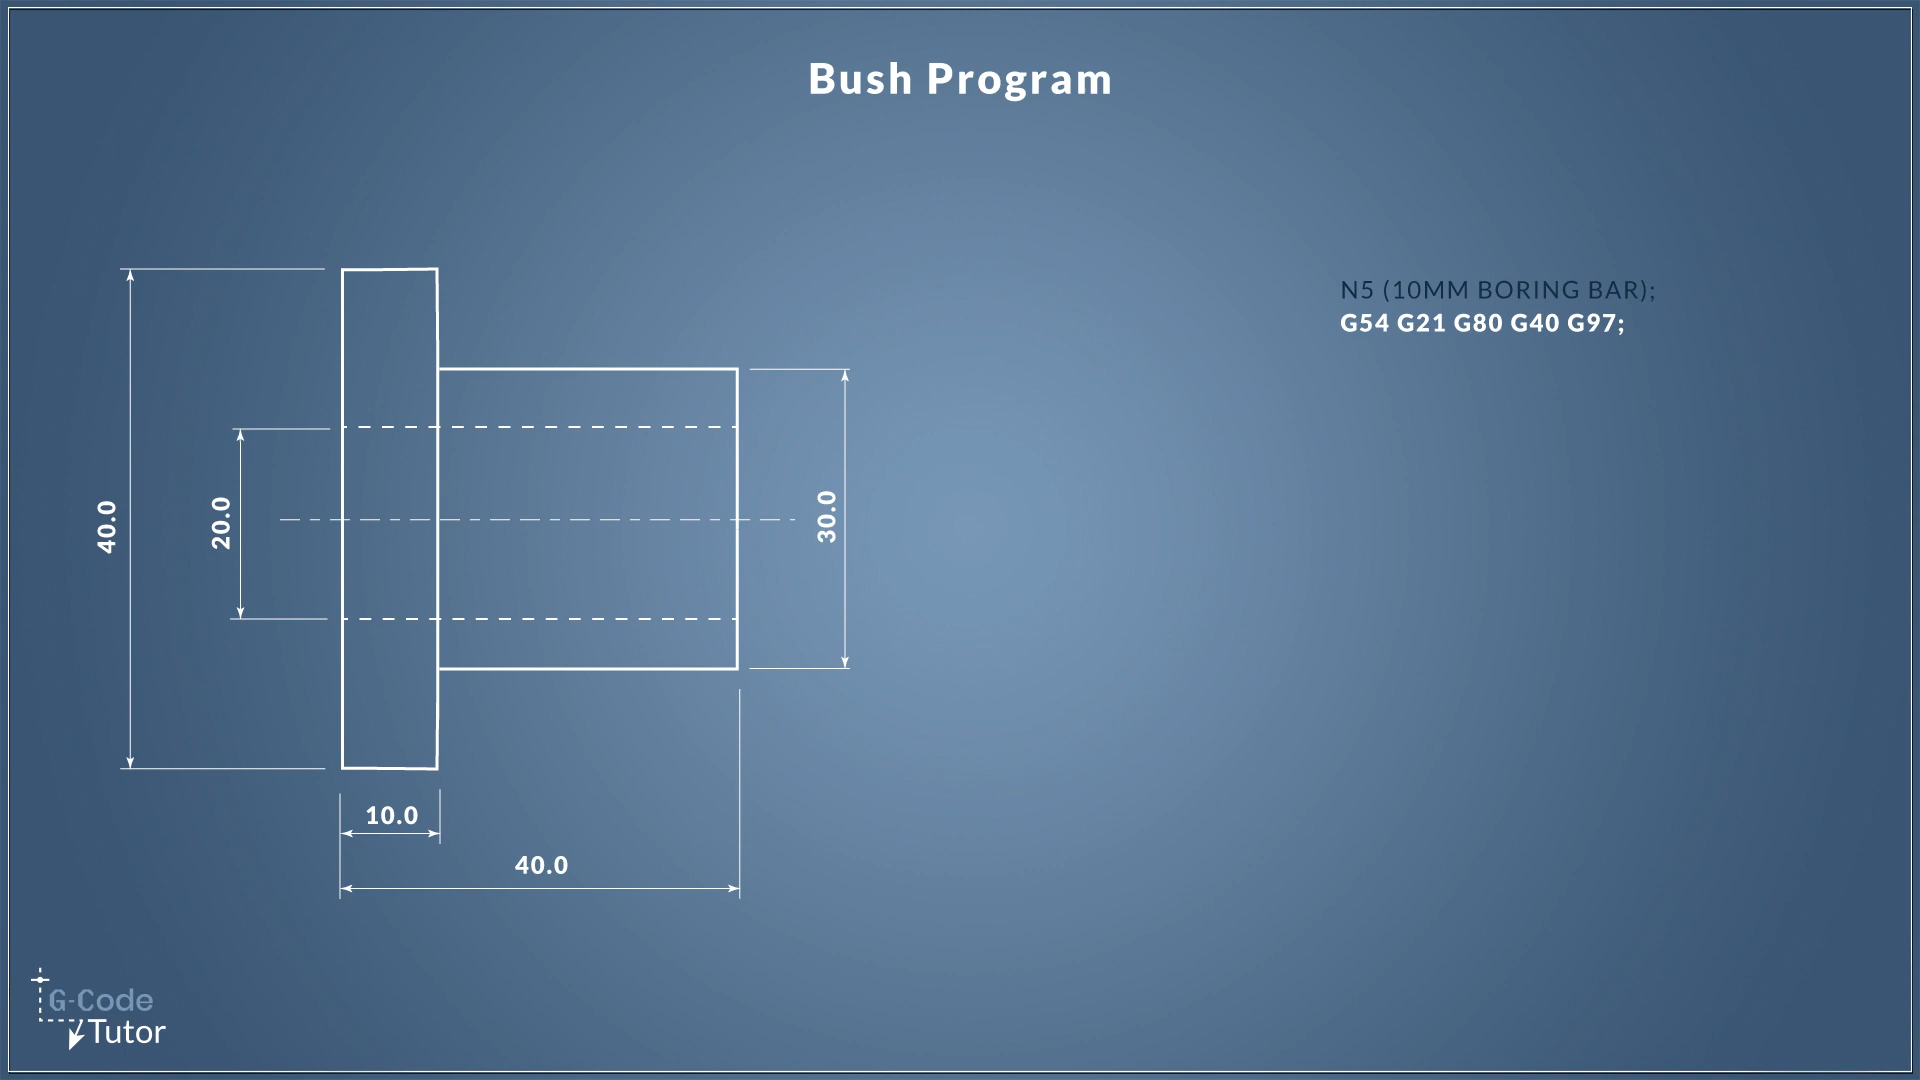 Bush Program
N5 (10MM BORING BAR);
G54 G21 G80 G40 G97;
40.0
20.0
30.0
10.0
40.0
G-Code
Tutor